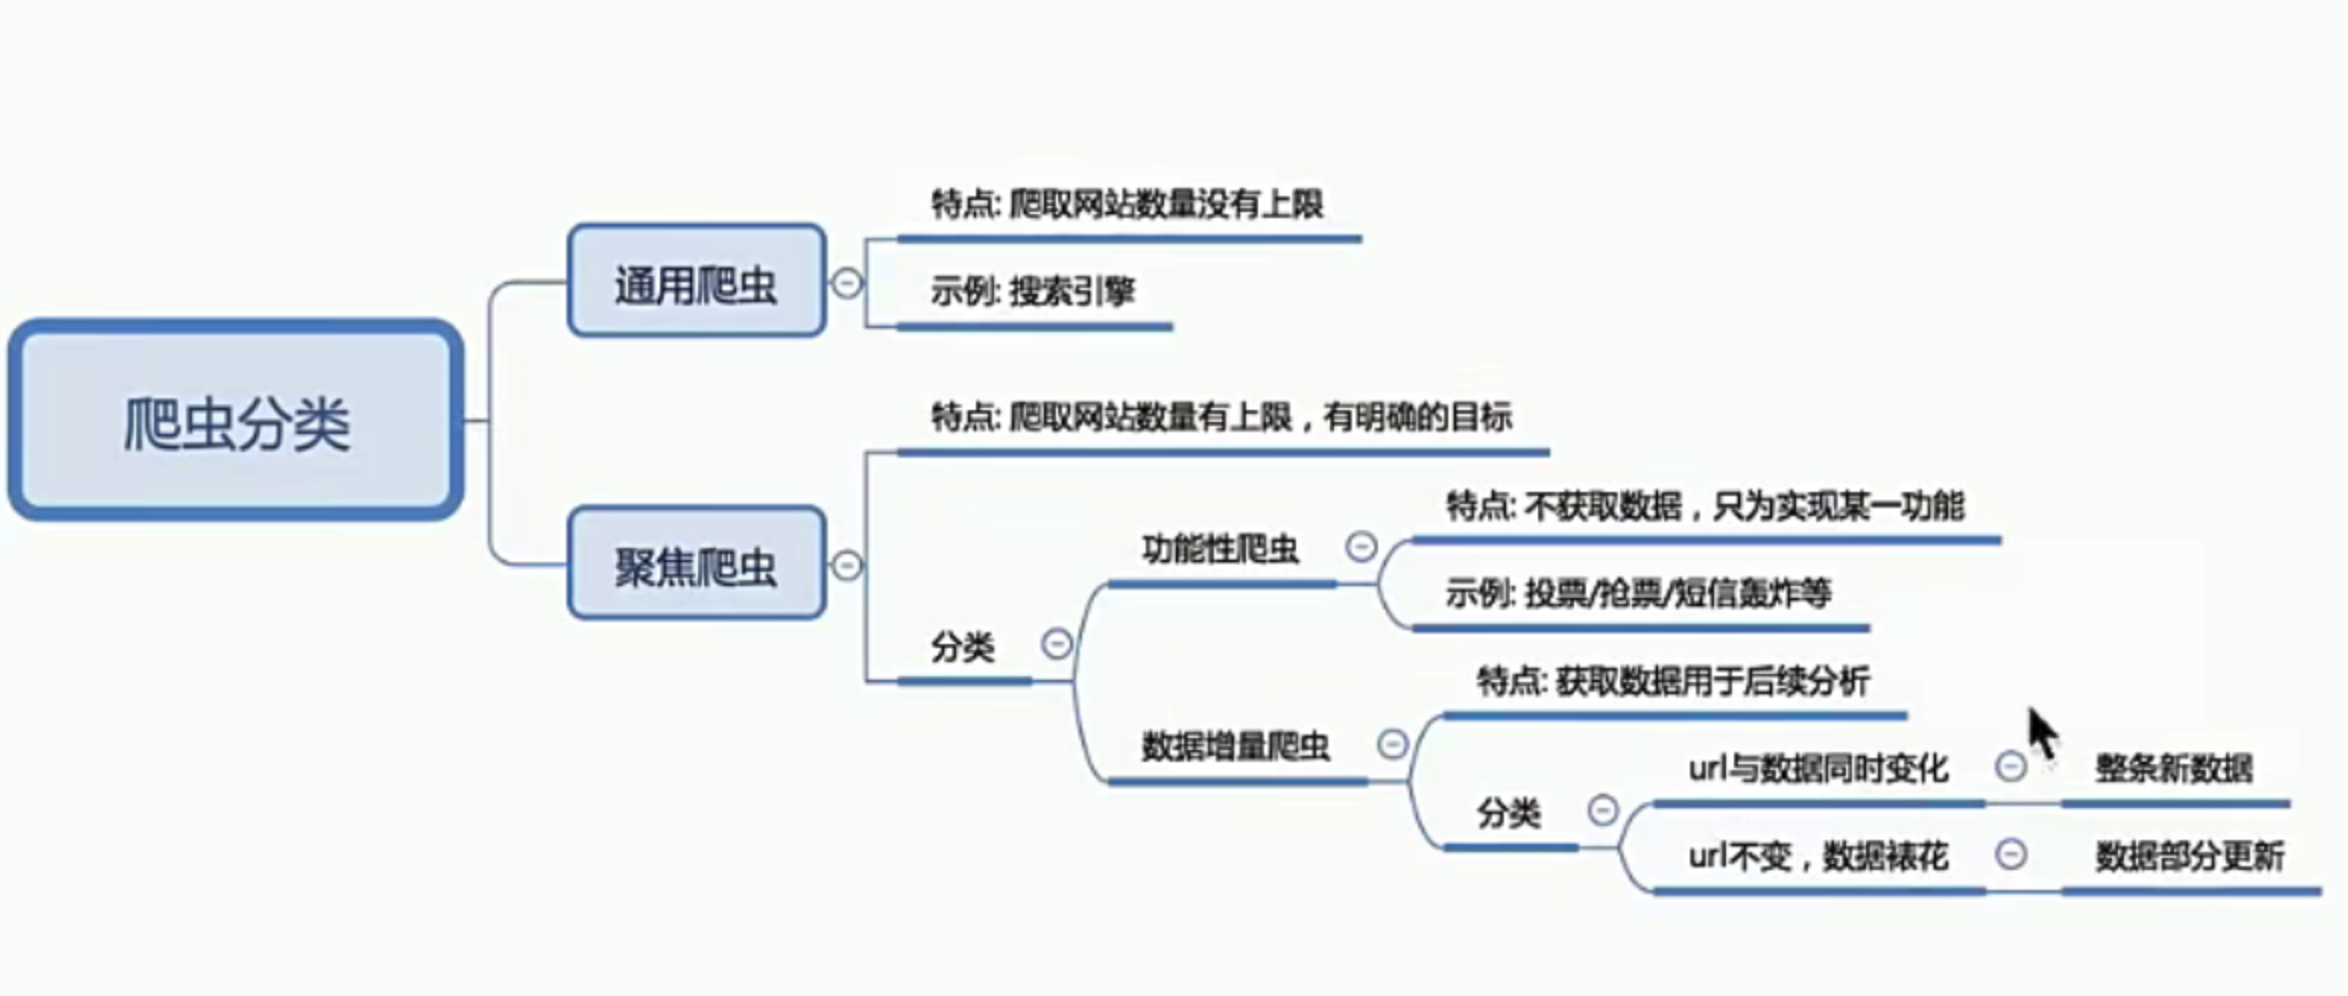 爬虫分类
通用爬虫
特点: 爬取网站数量没有上限
示例: 搜索引擎
聚焦爬虫
特点: 爬取网站数量有上限，有明确的目标
分类
功能性爬虫
特点: 不获取数据，只为实现某一功能
示例: 投票/抢票/短信轰炸等
数据增量爬虫
特点: 获取数据用于后续分析
分类
url与数据同时变化
整条新数据
url不变，数据裱花
数据部分更新